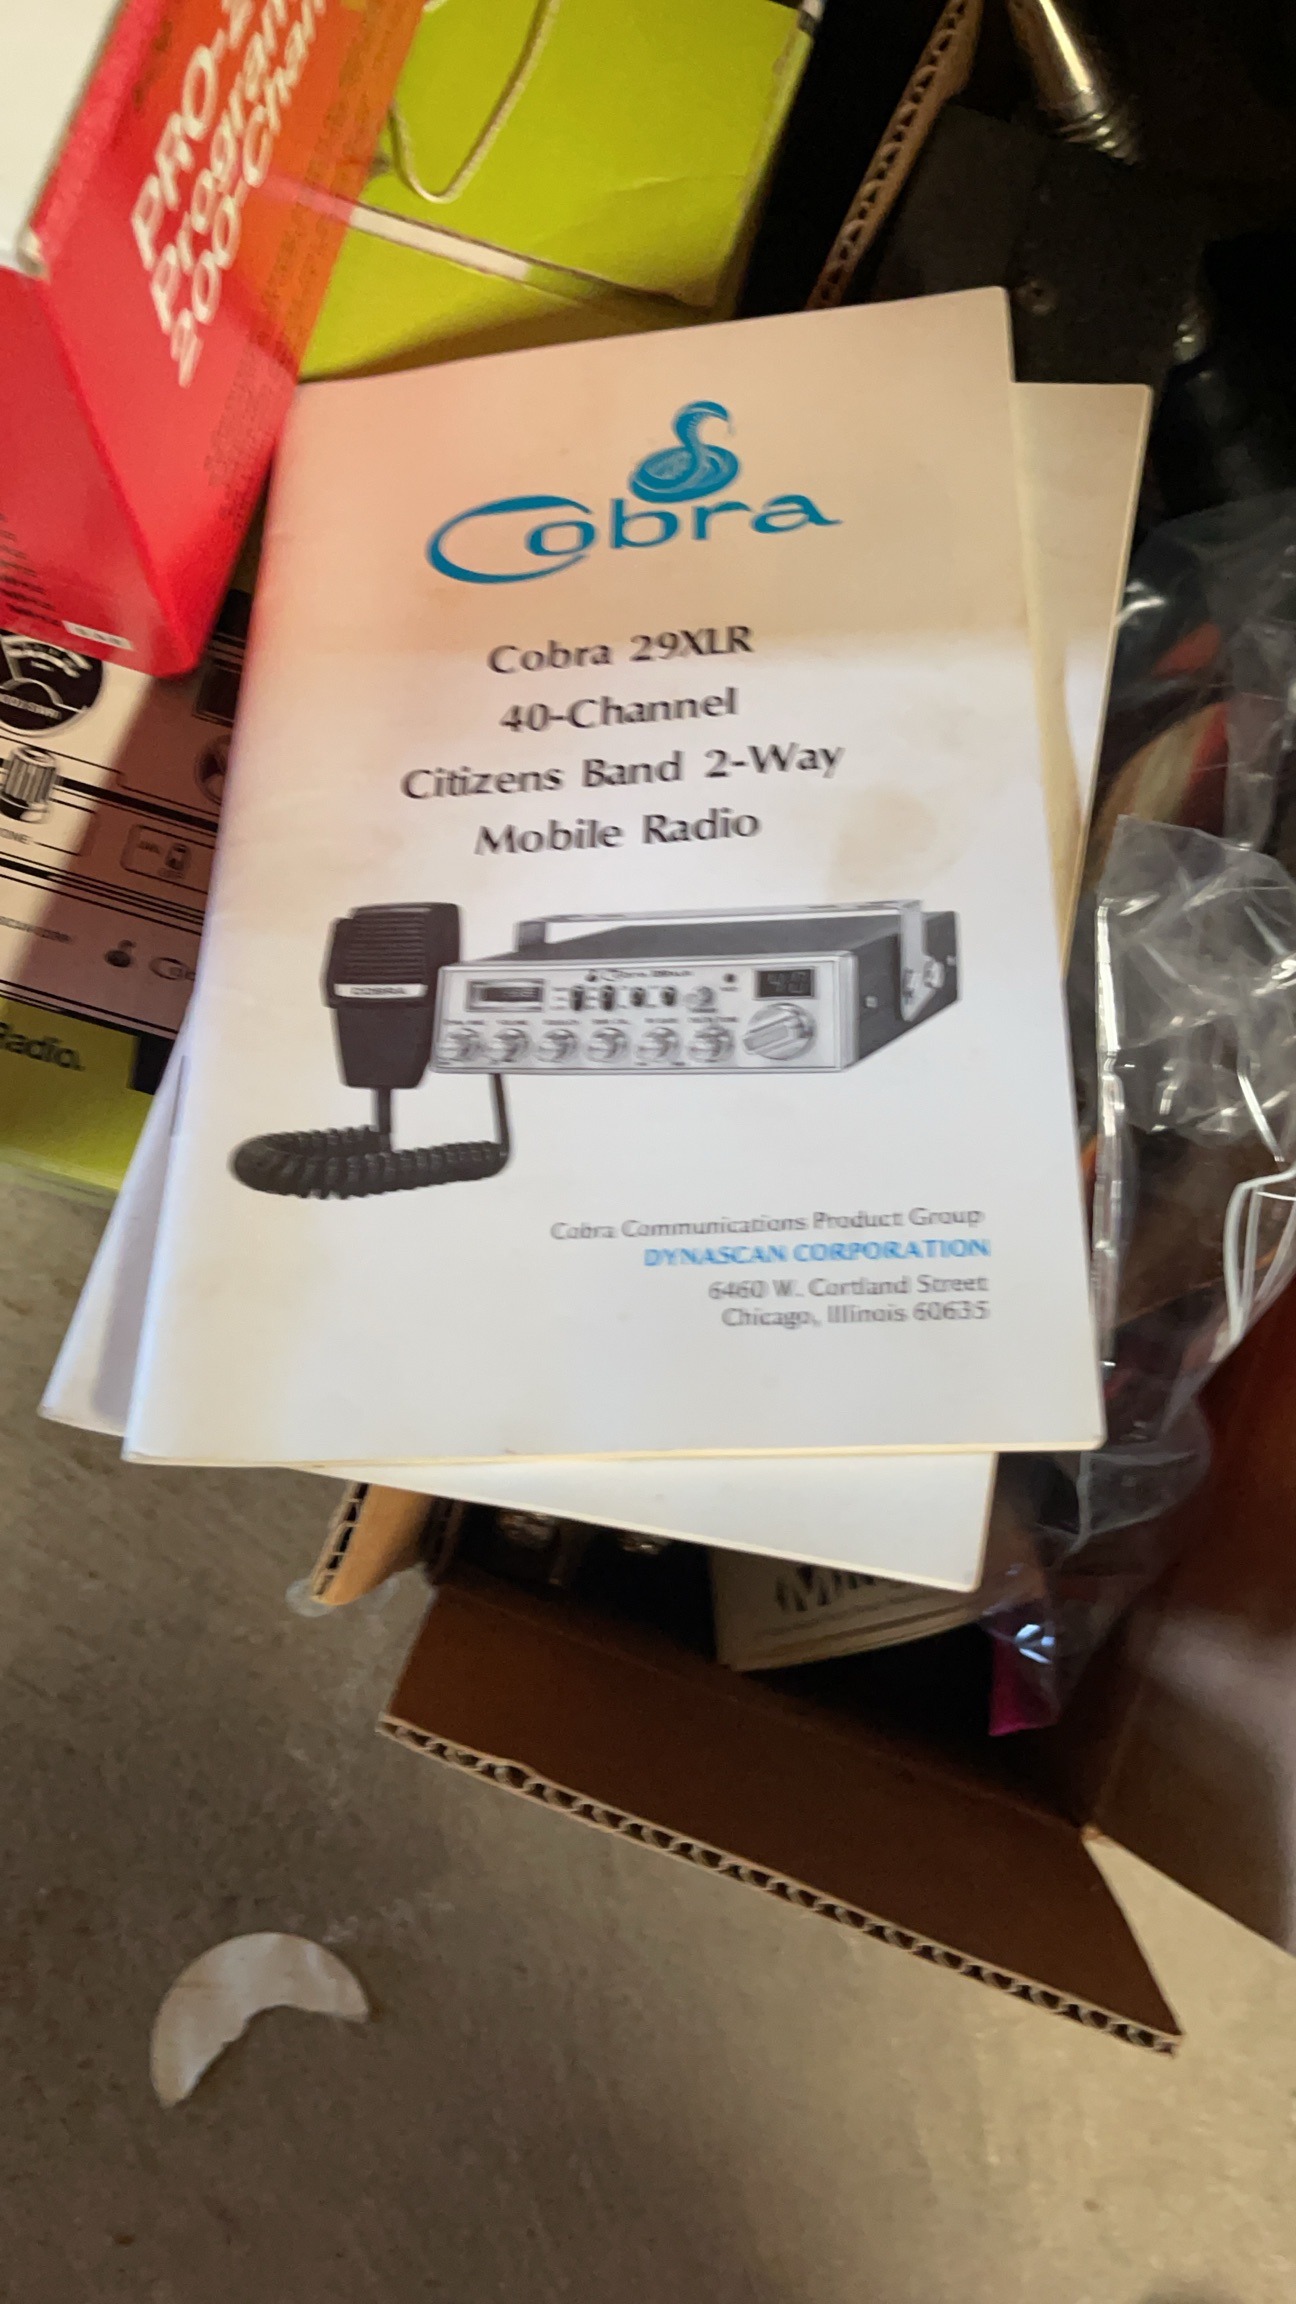 PRO-
Program
200-Chan
Cobra
Cobra 29XLR
40-Channel
Citizens Band 2-Way
Mobile Radio
COBRA
40
Cobra Communications Product Group
DYNASCAN CORPORATION
6460 W. Cortland Street
Chicago, Illinois 60635
Radio.